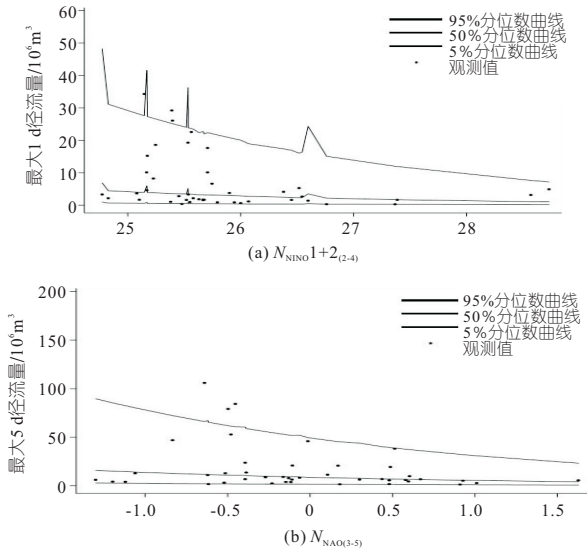 60
50
40
30
20
10
0
最大1 d径流量/10⁶m³
95%分位数曲线
50%分位数曲线
5%分位数曲线
观测值
25 26 27 28
(a) N_NINO1+2_(2-4)
200
150
100
50
0
最大5 d径流量/10⁶m³
95%分位数曲线
50%分位数曲线
5%分位数曲线
观测值
-1.0 -0.5 0 0.5 1.0 1.5
(b) N_NAO(3-5)